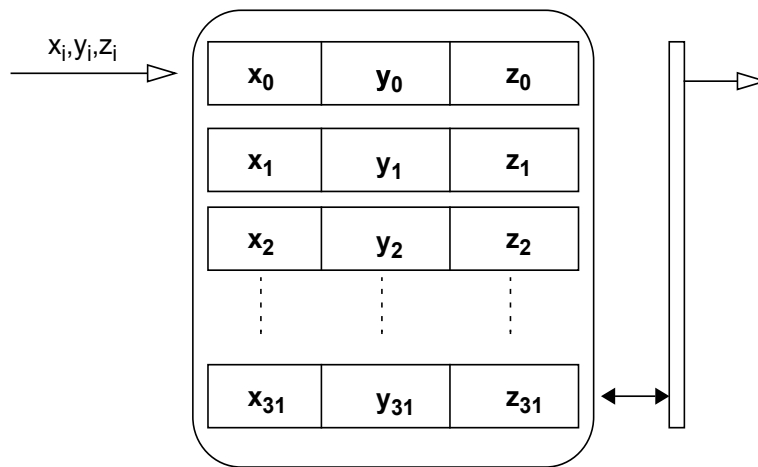 xᵢ,yᵢ,zᵢ
x₀ y₀ z₀
x₁ y₁ z₁
x₂ y₂ z₂
x₃₁ y₃₁ z₃₁